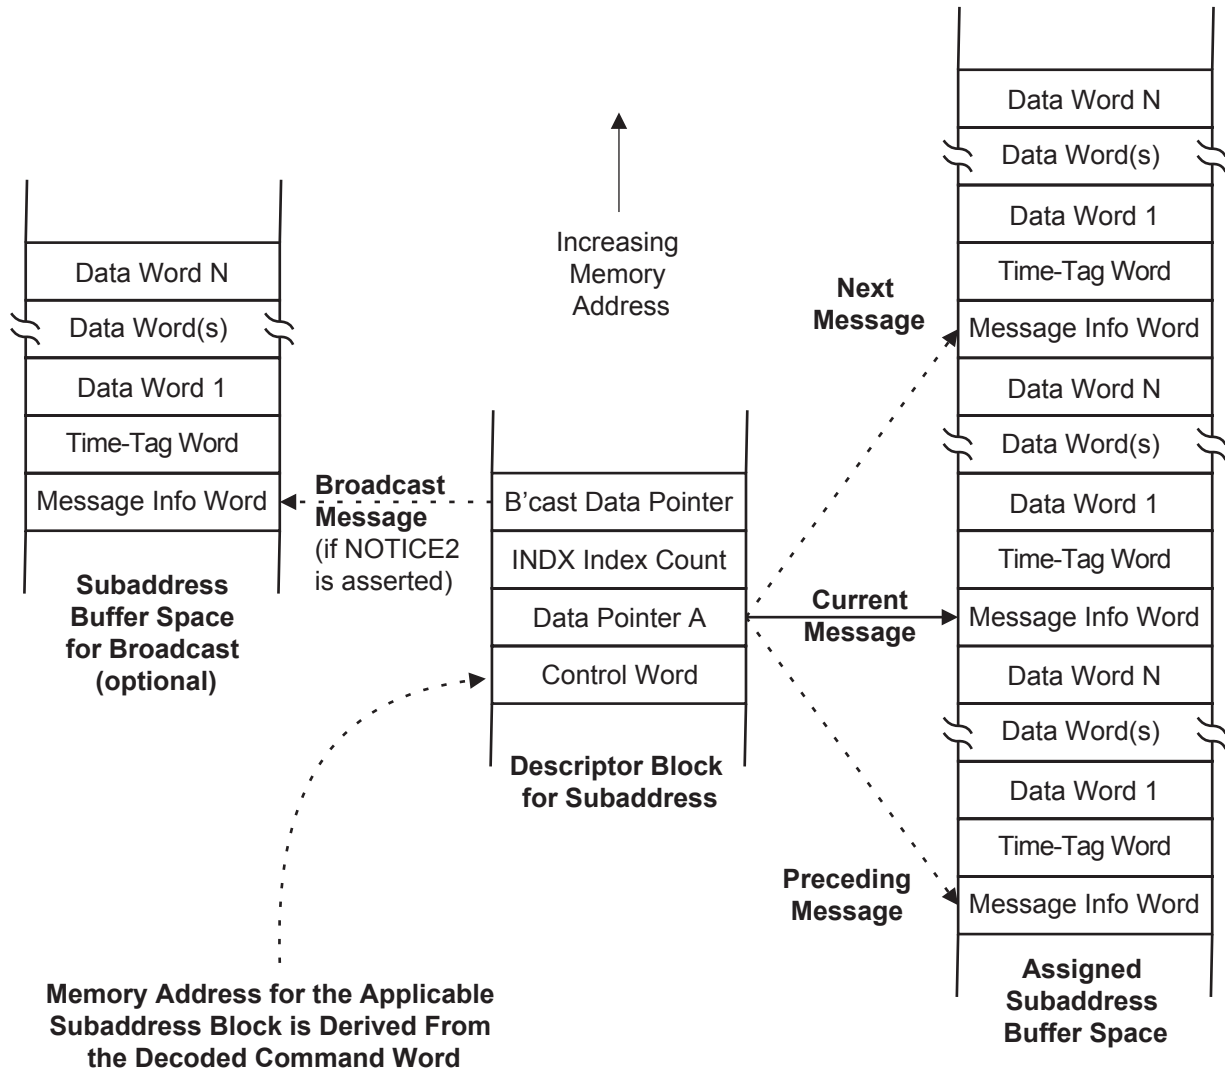 Data Word N
Data Word(s)
Data Word 1
Time-Tag Word
Message Info Word
Subaddress
Buffer Space
for Broadcast
(optional)
Broadcast
Message
(if NOTICE2
is asserted)
Increasing
Memory
Address
B’cast Data Pointer
INDX Index Count
Data Pointer A
Control Word
Descriptor Block
for Subaddress
Memory Address for the Applicable
Subaddress Block is Derived From
the Decoded Command Word
Next
Message
Current
Message
Preceding
Message
Data Word N
Data Word(s)
Data Word 1
Time-Tag Word
Message Info Word
Data Word N
Data Word(s)
Data Word 1
Time-Tag Word
Message Info Word
Data Word N
Data Word(s)
Data Word 1
Time-Tag Word
Message Info Word
Assigned
Subaddress
Buffer Space